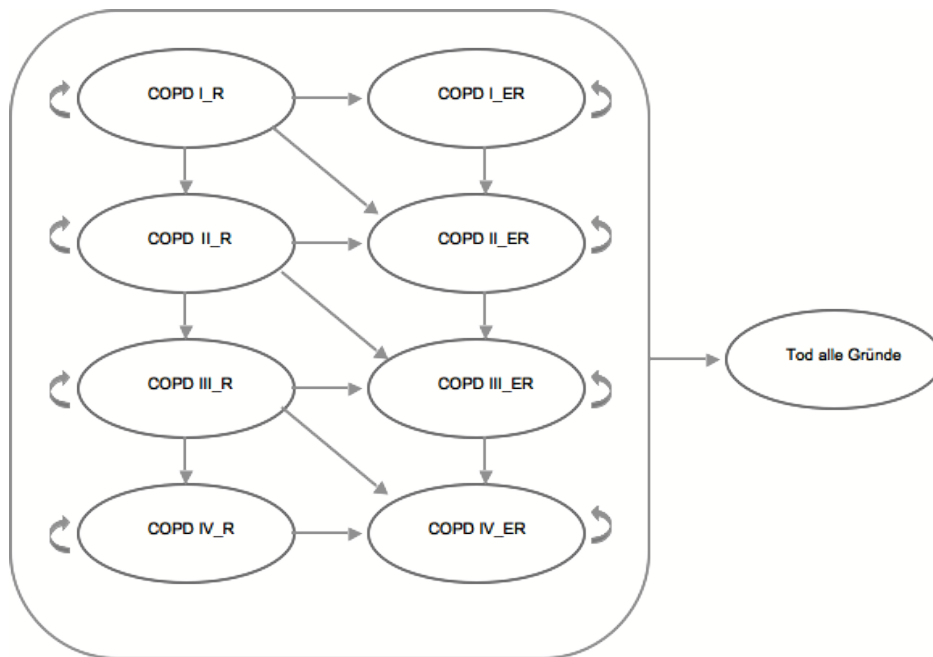 COPD I_R
COPD I_ER
COPD II_R
COPD II_ER
COPD III_R
COPD III_ER
COPD IV_R
COPD IV_ER
Tod alle Gründe